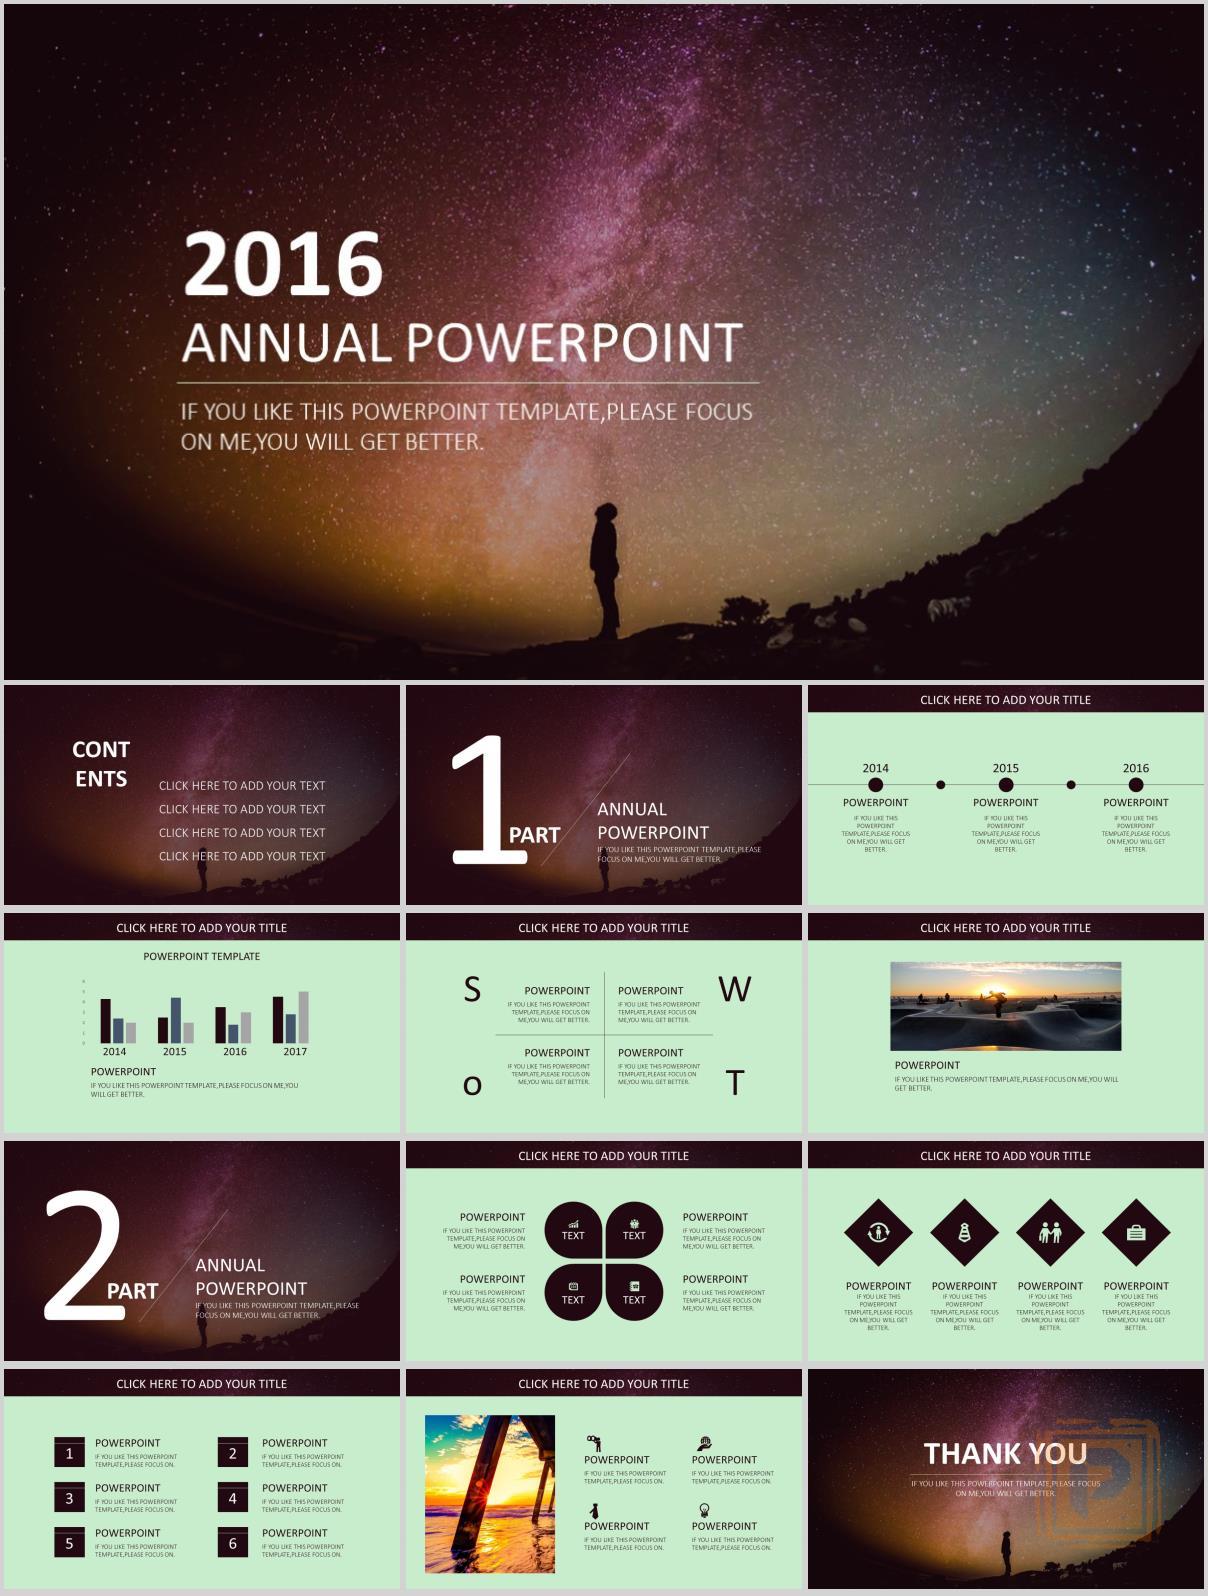 2016
ANNUAL POWERPOINT
IF YOU LIKE THIS POWERPOINT TEMPLATE,PLEASE FOCUS
ON ME,YOU WILL GET BETTER.
CONT
ENTS
CLICK HERE TO ADD YOUR TEXT
CLICK HERE TO ADD YOUR TEXT
CLICK HERE TO ADD YOUR TEXT
CLICK HERE TO ADD YOUR TEXT
1
PART
ANNUAL
POWERPOINT
IF YOU LIKE THIS POWERPOINT TEMPLATE,PLEASE
FOCUS ON ME,YOU WILL GET BETTER.
CLICK HERE TO ADD YOUR TITLE
2014
POWERPOINT
IF YOU LIKE THIS
POWERPOINT
TEMPLATE,PLEASE FOCUS
ON ME,YOU WILL GET
BETTER.
2015
POWERPOINT
IF YOU LIKE THIS
POWERPOINT
TEMPLATE,PLEASE FOCUS
ON ME,YOU WILL GET
BETTER.
2016
POWERPOINT
IF YOU LIKE THIS
POWERPOINT
TEMPLATE,PLEASE FOCUS
ON ME,YOU WILL GET
BETTER.
CLICK HERE TO ADD YOUR TITLE
POWERPOINT TEMPLATE
2014 2015 2016 2017
POWERPOINT
IF YOU LIKE THIS POWERPOINT TEMPLATE,PLEASE FOCUS ON ME,YOU
WILL GET BETTER.
CLICK HERE TO ADD YOUR TITLE
S
POWERPOINT
IF YOU LIKE THIS POWERPOINT
TEMPLATE,PLEASE FOCUS ON
ME,YOU WILL GET BETTER.
POWERPOINT
IF YOU LIKE THIS POWERPOINT
TEMPLATE,PLEASE FOCUS ON
ME,YOU WILL GET BETTER.
W
o
POWERPOINT
IF YOU LIKE THIS POWERPOINT
TEMPLATE,PLEASE FOCUS ON
ME,YOU WILL GET BETTER.
POWERPOINT
IF YOU LIKE THIS POWERPOINT
TEMPLATE,PLEASE FOCUS ON
ME,YOU WILL GET BETTER.
T
CLICK HERE TO ADD YOUR TITLE
POWERPOINT
IF YOU LIKE THIS POWERPOINT TEMPLATE,PLEASE FOCUS ON ME,YOU WILL
GET BETTER.
2
PART
ANNUAL
POWERPOINT
IF YOU LIKE THIS POWERPOINT TEMPLATE,PLEASE
FOCUS ON ME,YOU WILL GET BETTER.
CLICK HERE TO ADD YOUR TITLE
POWERPOINT
IF YOU LIKE THIS POWERPOINT
TEMPLATE,PLEASE FOCUS ON
ME,YOU WILL GET BETTER.
TEXT
TEXT
POWERPOINT
IF YOU LIKE THIS POWERPOINT
TEMPLATE,PLEASE FOCUS ON
ME,YOU WILL GET BETTER.
POWERPOINT
IF YOU LIKE THIS POWERPOINT
TEMPLATE,PLEASE FOCUS ON
ME,YOU WILL GET BETTER.
TEXT
TEXT
POWERPOINT
IF YOU LIKE THIS POWERPOINT
TEMPLATE,PLEASE FOCUS ON
ME,YOU WILL GET BETTER.
CLICK HERE TO ADD YOUR TITLE
POWERPOINT
IF YOU LIKE THIS
POWERPOINT
TEMPLATE,PLEASE FOCUS
ON ME,YOU WILL GET
BETTER.
POWERPOINT
IF YOU LIKE THIS
POWERPOINT
TEMPLATE,PLEASE FOCUS
ON ME,YOU WILL GET
BETTER.
POWERPOINT
IF YOU LIKE THIS
POWERPOINT
TEMPLATE,PLEASE FOCUS
ON ME,YOU WILL GET
BETTER.
POWERPOINT
IF YOU LIKE THIS
POWERPOINT
TEMPLATE,PLEASE FOCUS
ON ME,YOU WILL GET
BETTER.
CLICK HERE TO ADD YOUR TITLE
1
POWERPOINT
IF YOU LIKE THIS POWERPOINT
TEMPLATE,PLEASE FOCUS ON.
2
POWERPOINT
IF YOU LIKE THIS POWERPOINT
TEMPLATE,PLEASE FOCUS ON.
3
POWERPOINT
IF YOU LIKE THIS POWERPOINT
TEMPLATE,PLEASE FOCUS ON.
4
POWERPOINT
IF YOU LIKE THIS POWERPOINT
TEMPLATE,PLEASE FOCUS ON.
5
POWERPOINT
IF YOU LIKE THIS POWERPOINT
TEMPLATE,PLEASE FOCUS ON.
6
POWERPOINT
IF YOU LIKE THIS POWERPOINT
TEMPLATE,PLEASE FOCUS ON.
CLICK HERE TO ADD YOUR TITLE
POWERPOINT
IF YOU LIKE THIS POWERPOINT
TEMPLATE,PLEASE FOCUS ON.
POWERPOINT
IF YOU LIKE THIS POWERPOINT
TEMPLATE,PLEASE FOCUS ON.
POWERPOINT
IF YOU LIKE THIS POWERPOINT
TEMPLATE,PLEASE FOCUS ON.
POWERPOINT
IF YOU LIKE THIS POWERPOINT
TEMPLATE,PLEASE FOCUS ON.
THANK YOU
IF YOU LIKE THIS POWERPOINT TEMPLATE,PLEASE FOCUS
ON ME,YOU WILL GET BETTER.